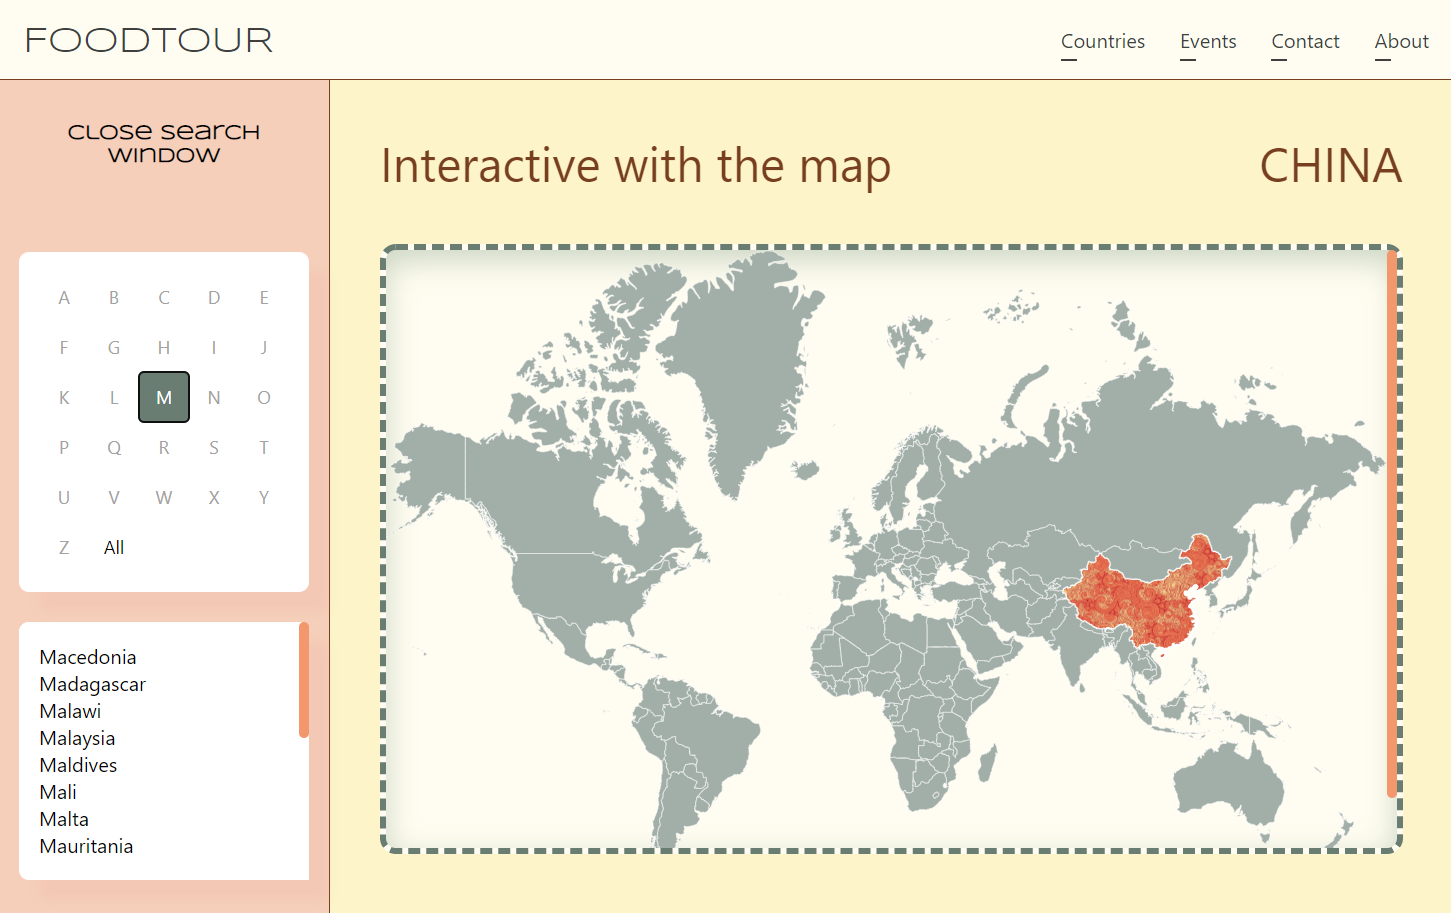 FOODTOUR
Countries Events Contact About
close search
window
Interactive with the map
CHINA
A B C D E
F G H I J
K L M N O
P Q R S T
U V W X Y
Z All
Macedonia
Madagascar
Malawi
Malaysia
Maldives
Mali
Malta
Mauritania